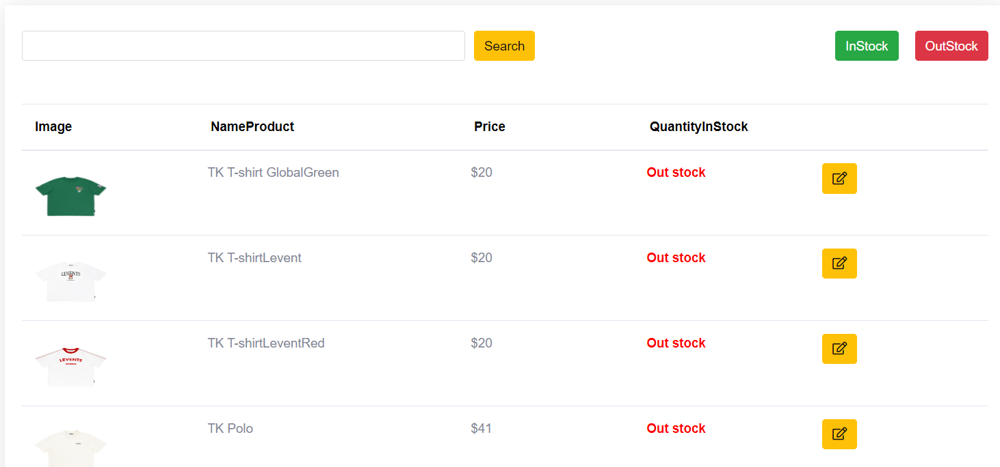 Search
InStock
OutStock
Image NameProduct Price QuantityInStock
TK T-shirt GlobalGreen $20 Out stock
TK T-shirtLevent $20 Out stock
LEVENTS
TK T-shirtLeventRed $20 Out stock
LEVENTS
TK Polo $41 Out stock